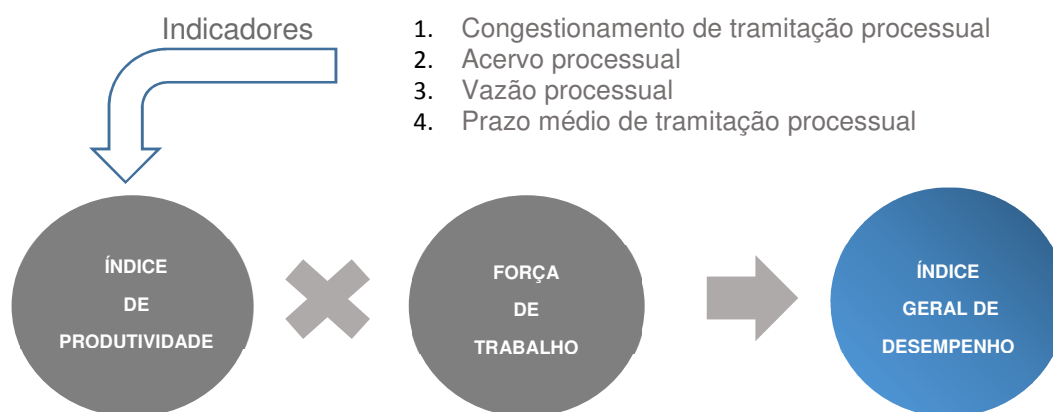 Indicadores
1. Congestionamento de tramitação processual
2. Acervo processual
3. Vazão processual
4. Prazo médio de tramitação processual
ÍNDICE
DE
PRODUTIVIDADE
FORÇA
DE
TRABALHO
ÍNDICE
GERAL DE
DESEMPENHO